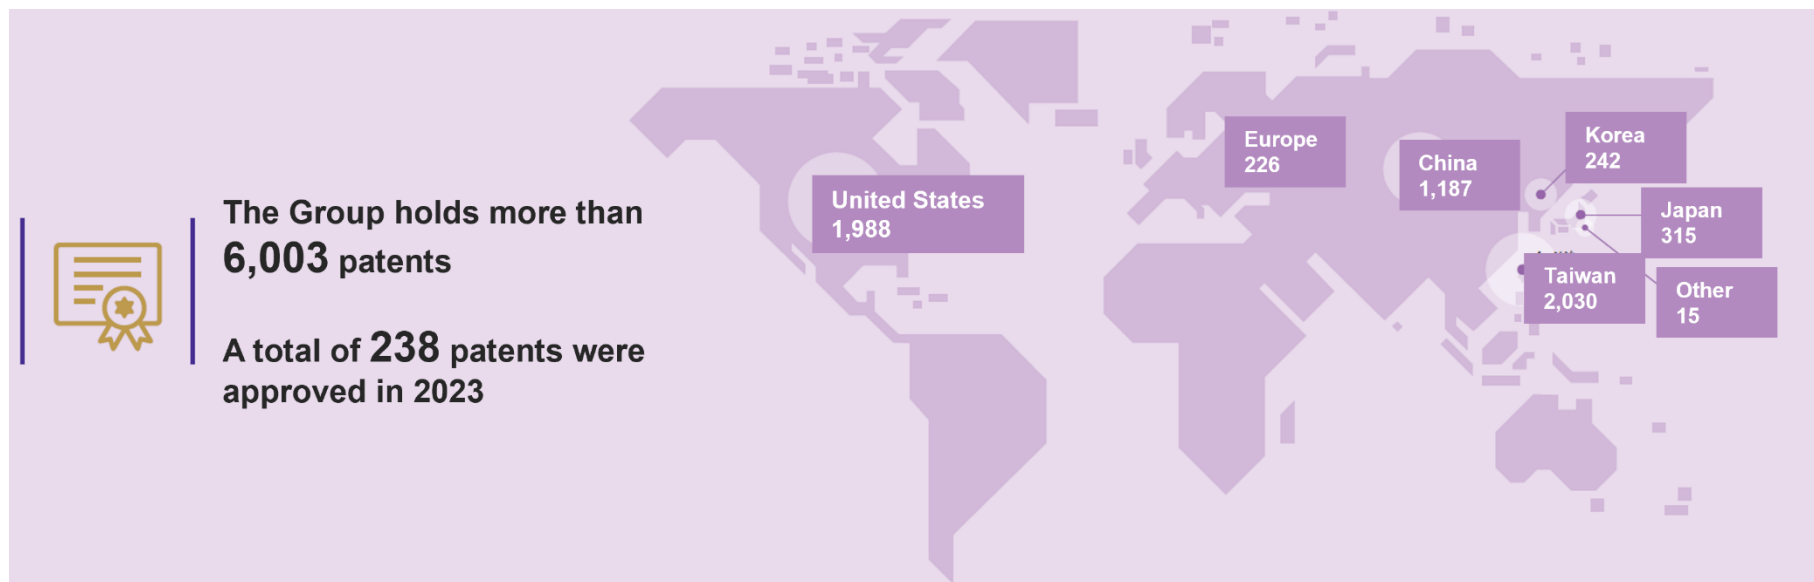 The Group holds more than
6,003 patents
A total of 238 patents were
approved in 2023
United States
1,988
Europe
226
China
1,187
Korea
242
Japan
315
Taiwan
2,030
Other
15